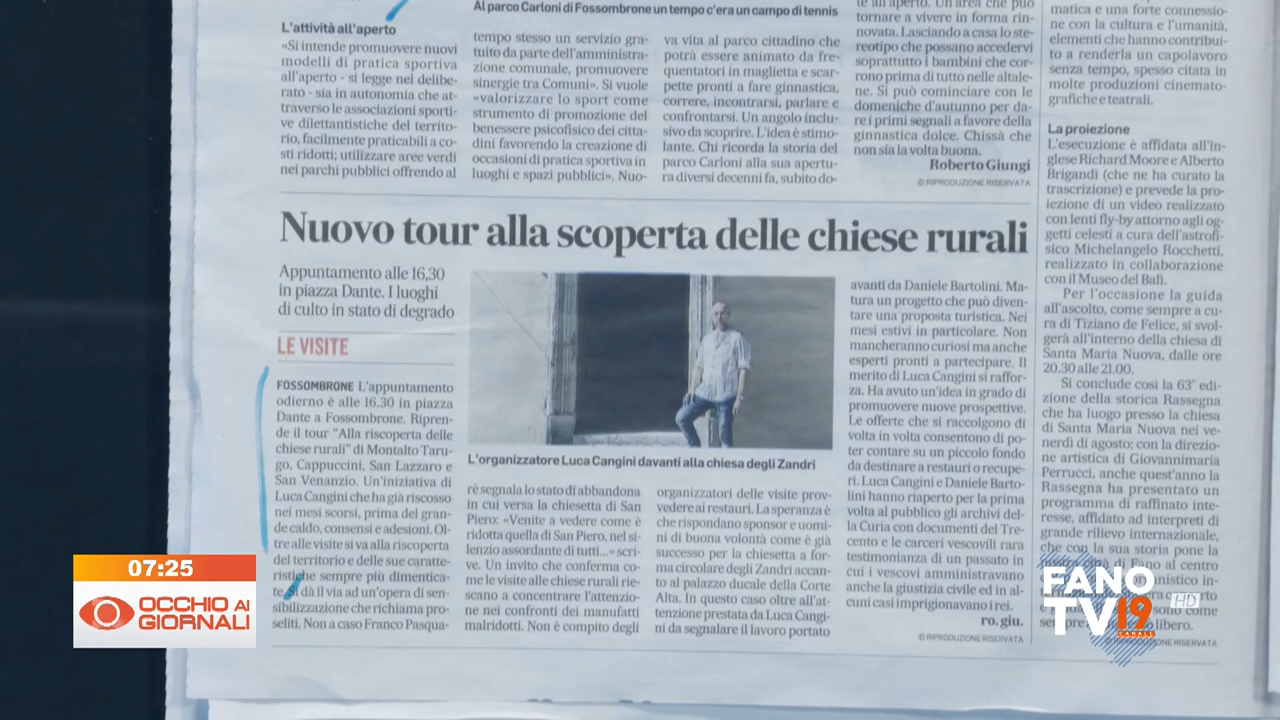 Al parco Carloni di Fossombrone un tempo c'era un campo di tennis
L'attività all'aperto
«Si intende promuovere nuovi
modelli di pratica sportiva
all'aperto - si legge nel delibe-
rato - sia in autonomia che at-
traverso le associazioni sporti-
ve dilettantistiche del territo-
rio, facilmente praticabili a co-
sti ridotti; utilizzare aree verdi
nei parchi pubblici offrendo al
tempo stesso un servizio gra-
tuito da parte dell'amministra-
zione comunale, promuovere
sinergie tra Comuni». Si vuole
«valorizzare lo sport come
strumento di promozione del
benessere psicofisico dei citta-
dini favorendo la creazione di
occasioni di pratica sportiva in
luoghi e spazi pubblici». Nuo-
va vita al parco cittadino che
potrà essere animato da fre-
quentatori in maglietta e scar-
pette pronti a fare ginnastica,
correre, incontrarsi, parlare e
confrontarsi. Un angolo inclu-
sivo da scoprire. L'idea è stimo-
lante. Chi ricorda la storia del
parco Carloni alla sua apertu-
ra diversi decenni fa, subito do-
te all'aperto. Un'area che può
tornare a vivere in forma rin-
novata. Lasciando a casa lo ste-
reotipo che possano accedervi
soprattutto i bambini che cor-
rono prima di tutto nelle altale-
ne. Si può cominciare con le
domeniche d'autunno per da-
re i primi segnali a favore della
ginnastica dolce. Chissà che
non sia la volta buona.
Roberto Giungi
© RIPRODUZIONE RISERVATA
Nuovo tour alla scoperta delle chiese rurali
Appuntamento alle 16,30
in piazza Dante. I luoghi
di culto in stato di degrado
LE VISITE
FOSSOMBRONE L'appuntamento
odierno è alle 16.30 in piazza
Dante a Fossombrone. Ripren-
de il tour "Alla riscoperta delle
chiese rurali" di Montalto Taru-
go, Cappuccini, San Lazzaro e
San Venanzio. Un'iniziativa di
Luca Cangini che ha già riscosso
nei mesi scorsi, prima del gran-
de caldo, consensi e adesioni. Ol-
tre alle visite si va alla riscoperta
del territorio e delle sue caratte-
ristiche sempre più dimentica-
te. Si dà il via ad un'opera di sen-
sibilizzazione che richiama pro-
seliti. Non a caso Franco Pasqua-
L'organizzatore Luca Cangini davanti alla chiesa degli Zandri
rè segnala lo stato di abbandona
in cui versa la chiesetta di San
Piero: «Venite a vedere come è
ridotta quella di San Piero, nel si-
lenzio assordante di tutti...» scri-
ve. Un invito che conferma co-
me le visite alle chiese rurali rie-
scano a concentrare l'attenzio-
ne nei confronti dei manufatti
malridotti. Non è compito degli
organizzatori delle visite prov-
vedere ai restauri. La speranza è
che rispondano sponsor e uomi-
ni di buona volontà come è già
successo per la chiesetta a for-
ma circolare degli Zandri accan-
to al palazzo ducale della Corte
Alta. In questo caso oltre all'at-
tenzione prestata da Luca Cangi-
ni da segnalare il lavoro portato
avanti da Daniele Bartolini. Ma-
tura un progetto che può diven-
tare una proposta turistica. Nei
mesi estivi in particolare. Non
mancheranno curiosi ma anche
esperti pronti a partecipare. Il
merito di Luca Cangini si raffor-
za. Ha avuto un'idea in grado di
promuovere nuove prospettive.
Le offerte che si raccolgono di
volta in volta consentono di po-
ter contare su un piccolo fondo
da destinare a restauri o recupe-
ri. Luca Cangini e Daniele Barto-
lini hanno riaperto per la prima
volta al pubblico gli archivi del-
la Curia con documenti del Tre-
cento e le carceri vescovili rara
testimonianza di un passato in
cui i vescovi amministravano
anche la giustizia civile ed in al-
cuni casi imprigionavano i rei.
ro. giu.
© RIPRODUZIONE RISERVATA
matica e una forte connessio-
ne con la cultura e l'umanità,
elementi che hanno contribui-
to a renderla un capolavoro
senza tempo, spesso citata in
molte produzioni cinemato-
grafiche e teatrali.
La proiezione
L'esecuzione è affidata all'in-
glese Richard Moore e Alberto
Brigandi (che ne ha curato la
trascrizione) e prevede la pro-
iezione di un video realizzato
con lenti fly-by attorno agli og-
getti celesti a cura dell'astrofi-
sico Michelangelo Rocchetti,
realizzato in collaborazione
con il Museo del Balì.
Per l'occasione la guida
all'ascolto, come sempre a cu-
ra di Tiziano de Felice, si svol-
gerà all'interno della chiesa di
Santa Maria Nuova, dalle ore
20.30 alle 21.00.
Si conclude così la 63ª edi-
zione della storica Rassegna
che ha luogo presso la chiesa
di Santa Maria Nuova nei ve-
nerdì di agosto; con la direzio-
ne artistica di Giovannimaria
Perrucci, anche quest'anno la
Rassegna ha presentato un
programma di raffinato inte-
resse, affidato ad interpreti di
grande rilievo internazionale,
che con la sua storia pone la
di Fano al centro
come
libero.
RIPRODUZIONE RISERVATA
07:25
OCCHIO AI
GIORNALI
FANO
TV 19
CANALE
HD